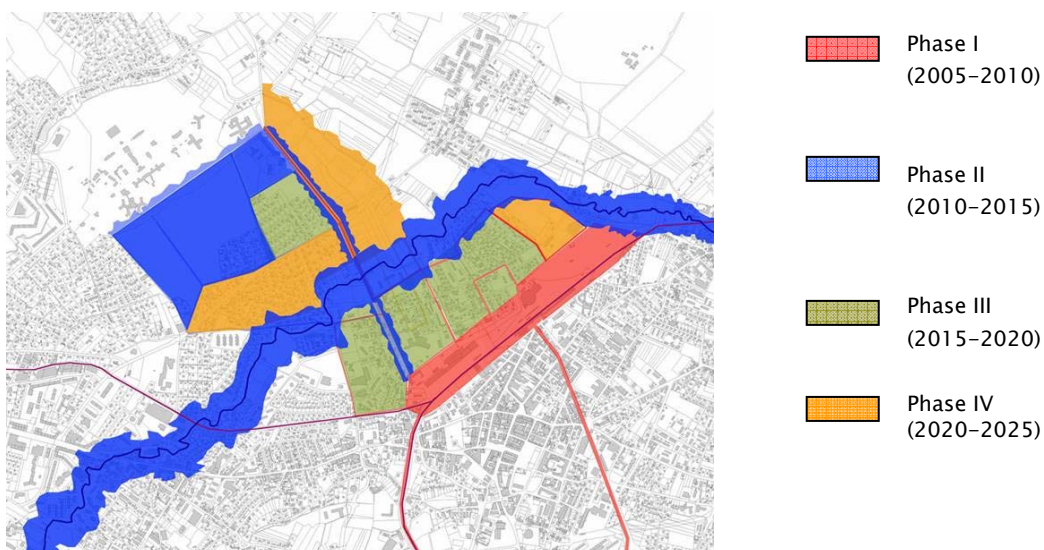 Phase I
(2005-2010)
Phase II
(2010-2015)
Phase III
(2015-2020)
Phase IV
(2020-2025)